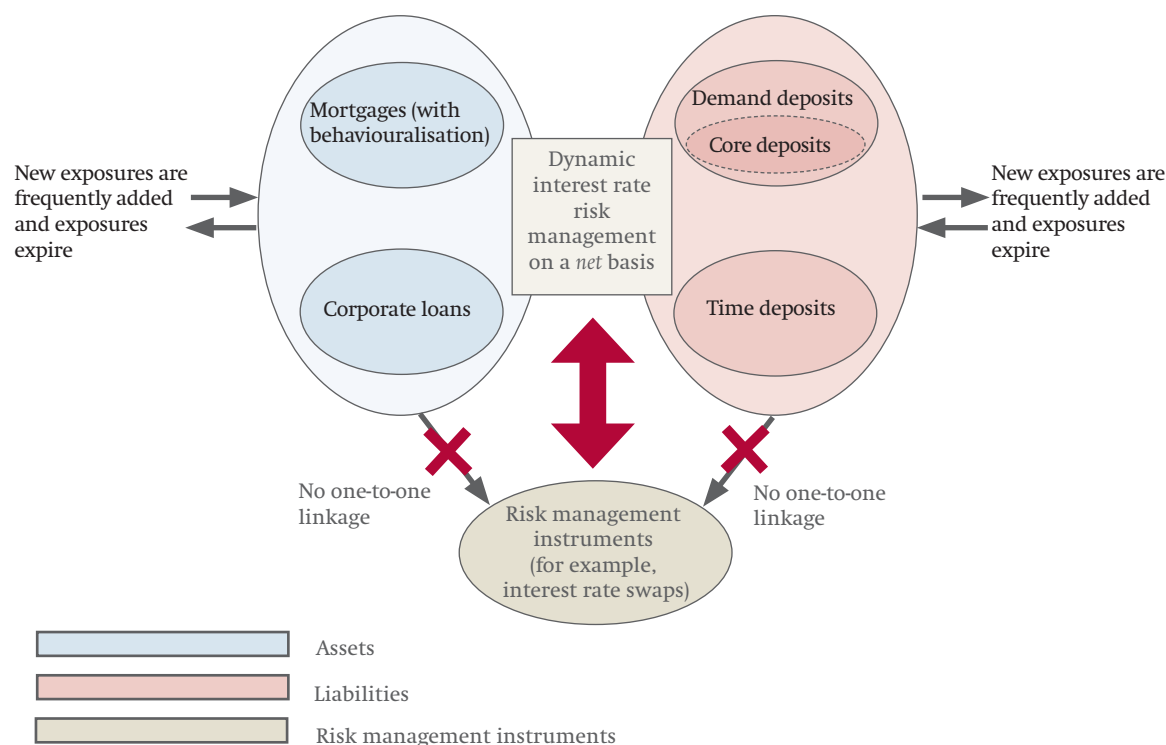 Mortgages (with
behaviouralisation)
Corporate loans
Demand deposits
Core deposits
Time deposits
Dynamic
interest rate
risk
management
on a net basis
New exposures are
frequently added
and exposures
expire
New exposures are
frequently added
and exposures
expire
No one-to-one
linkage
No one-to-one
linkage
Risk management
instruments
(for example,
interest rate swaps)
Assets
Liabilities
Risk management instruments